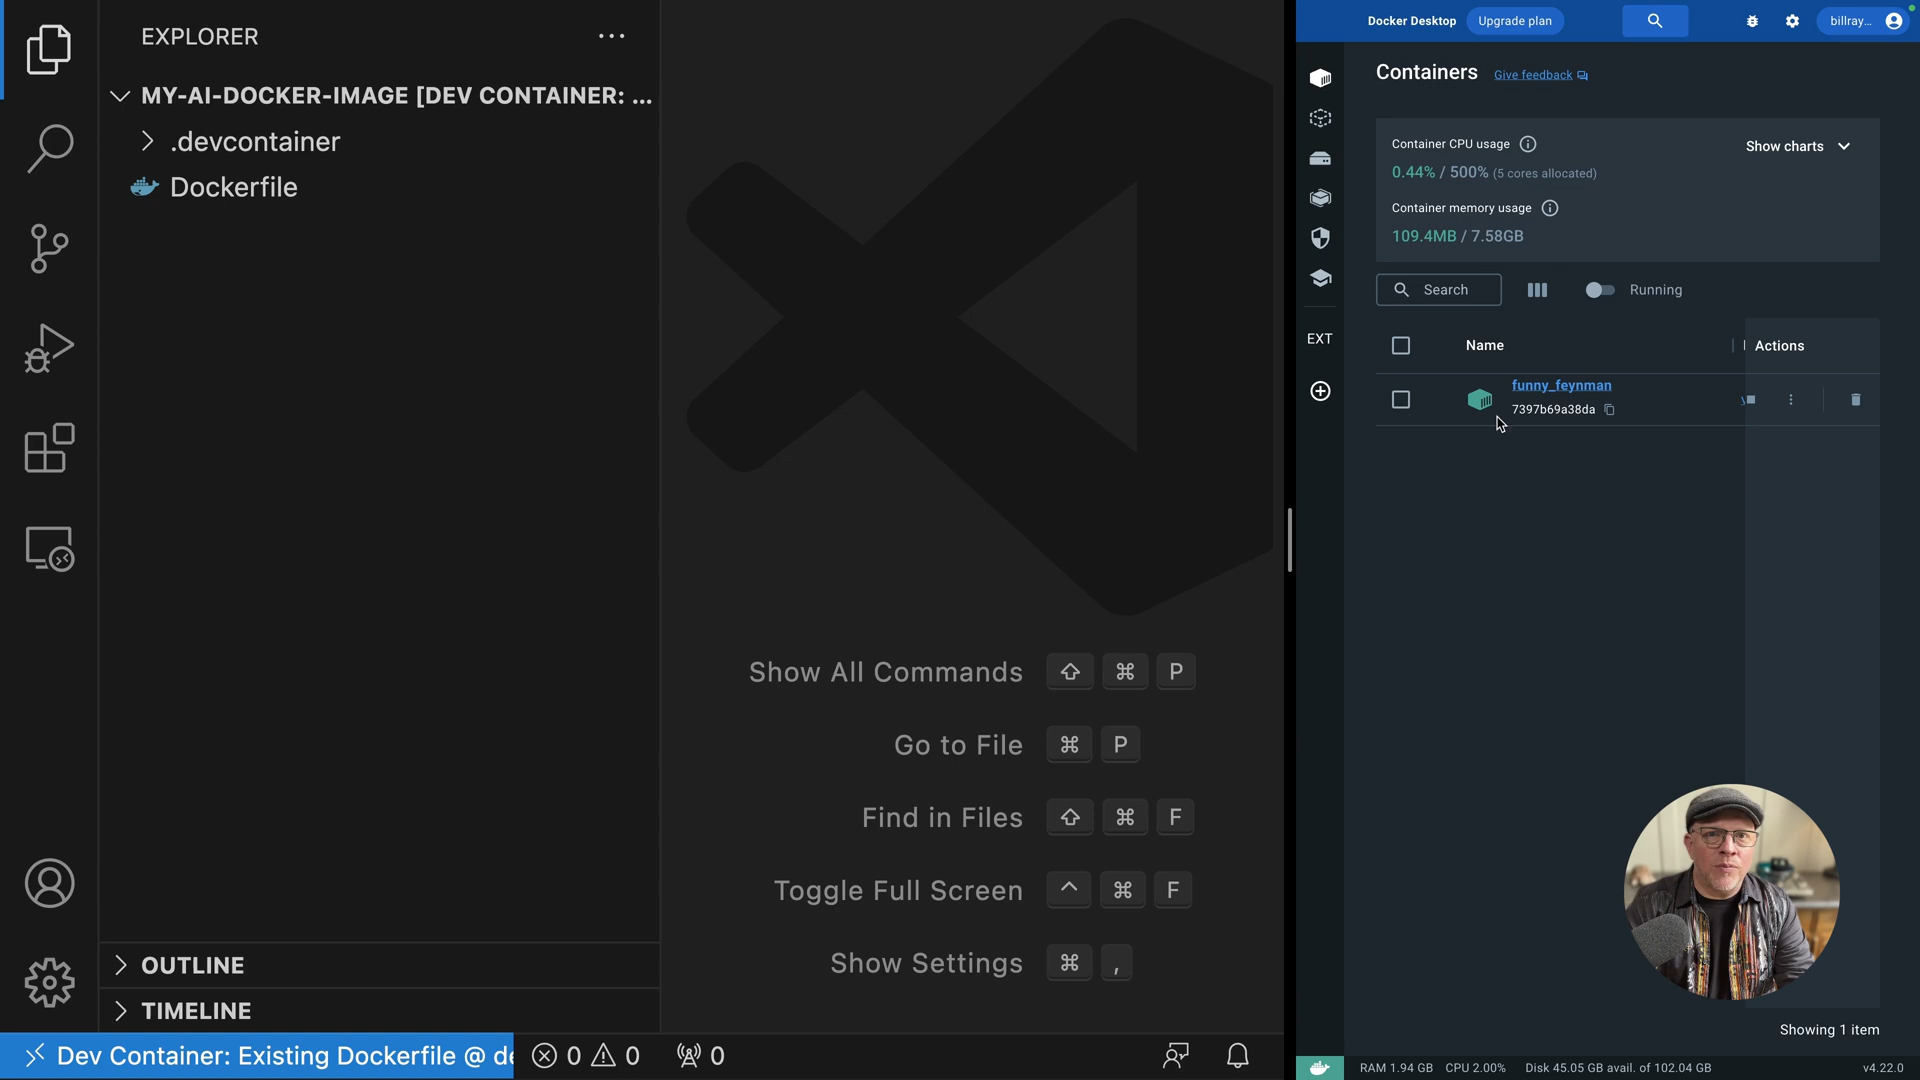 EXPLORER
MY-AI-DOCKER-IMAGE [DEV CONTAINER: ...
.devcontainer
Dockerfile
Show All Commands ⇧ ⌘ P
Go to File ⌘ P
Find in Files ⇧ ⌘ F
Toggle Full Screen ^ ⌘ F
Show Settings ⌘ ,
OUTLINE
TIMELINE
Dev Container: Existing Dockerfile @ de
0 0 0
Docker Desktop Upgrade plan billray...
Containers Give feedback
Container CPU usage Show charts
0.44% / 500% (5 cores allocated)
Container memory usage
109.4MB / 7.58GB
Search Running
EXT
Name Actions
funny_feynman
7397b69a38da
Showing 1 item
RAM 1.94 GB CPU 2.00% Disk 45.05 GB avail. of 102.04 GB v4.22.0